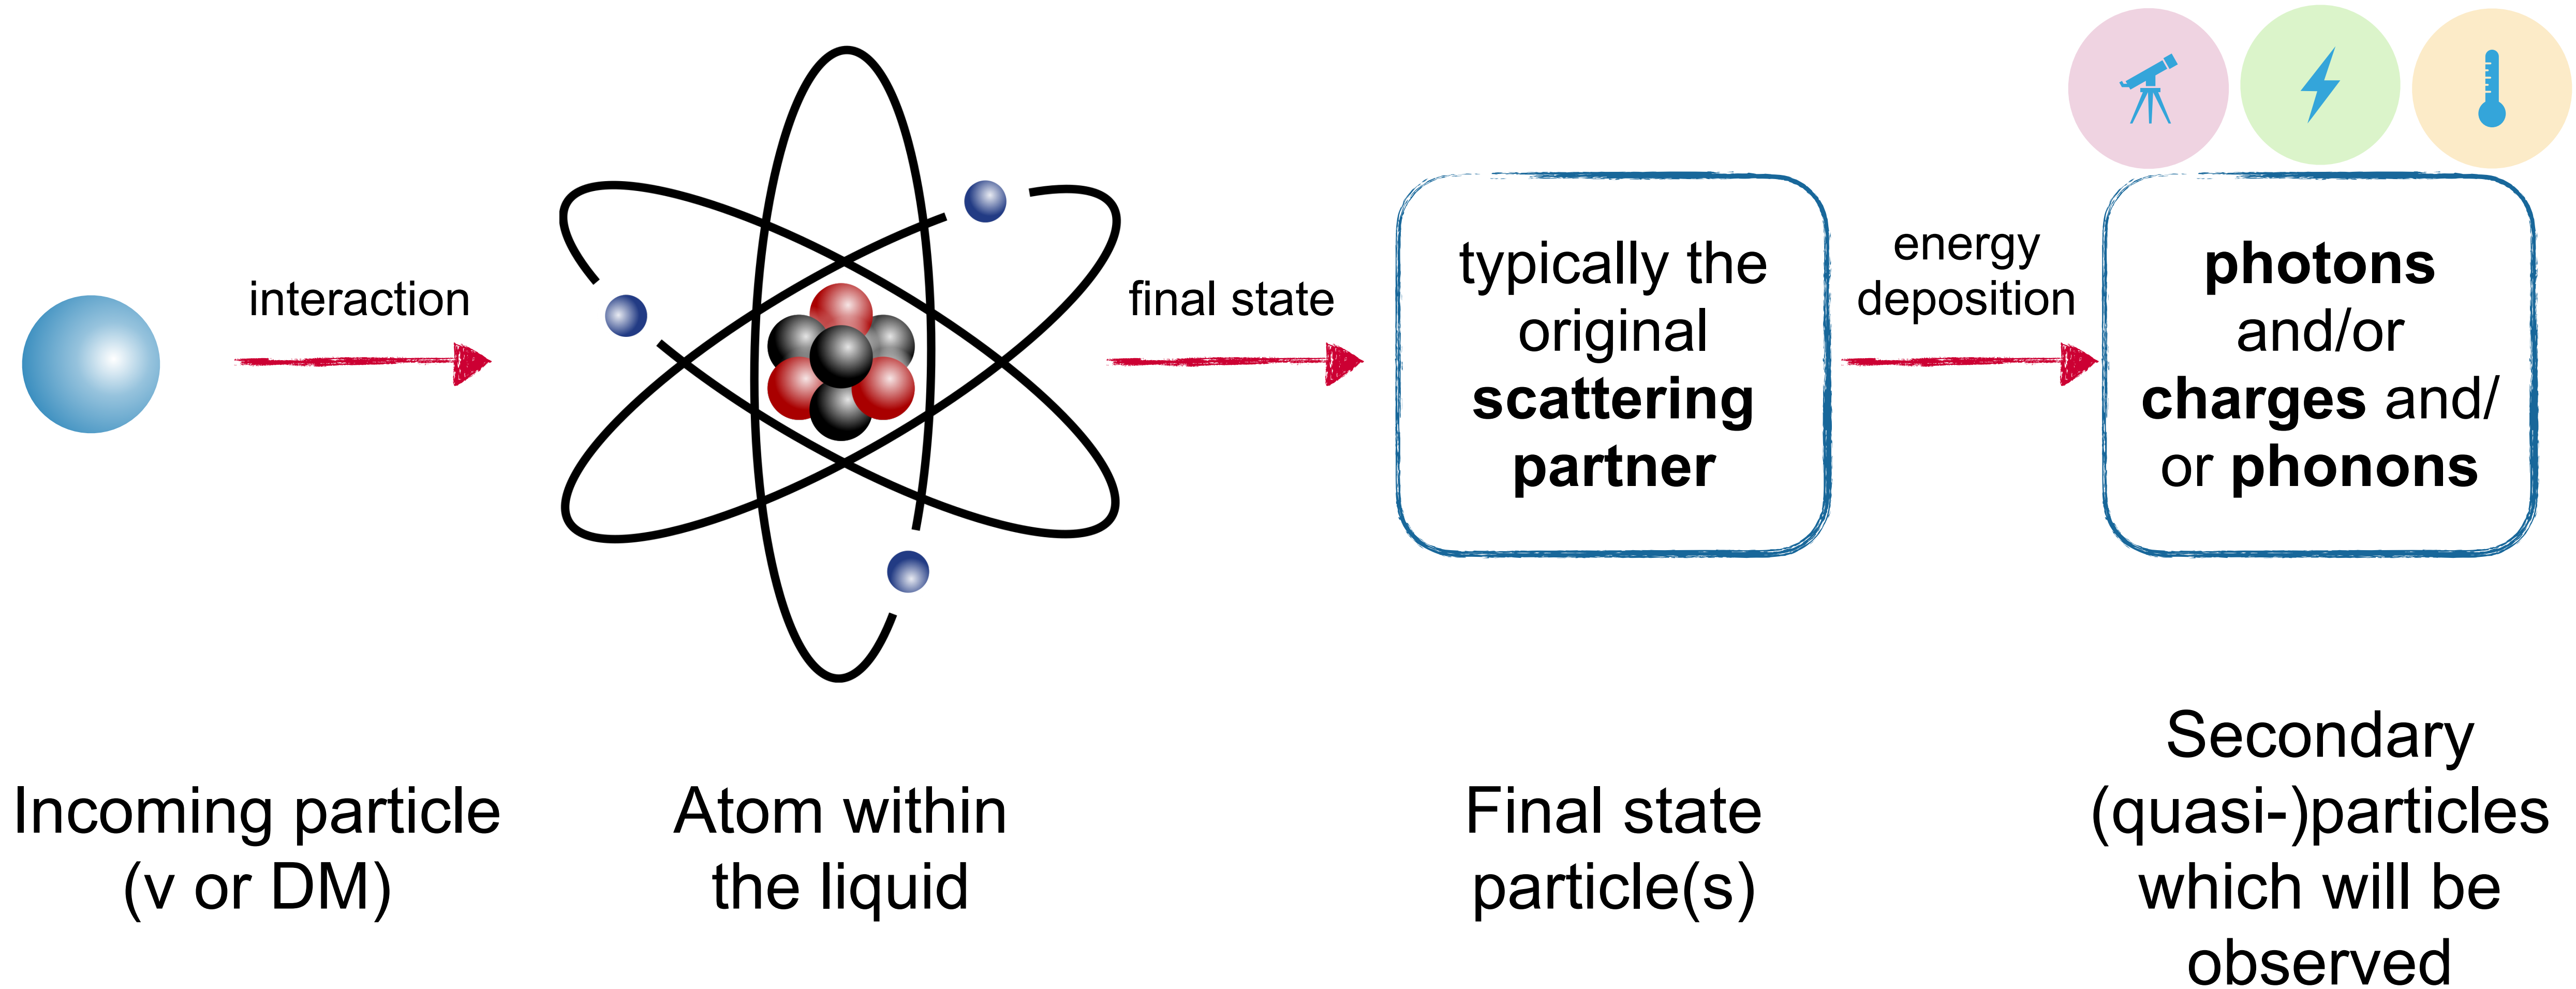 interaction
final state
typically the
original
scattering
partner
energy
deposition
photons
and/or
charges and/
or phonons
Incoming particle
(ν or DM)
Atom within
the liquid
Final state
particle(s)
Secondary
(quasi-)particles
which will be
observed